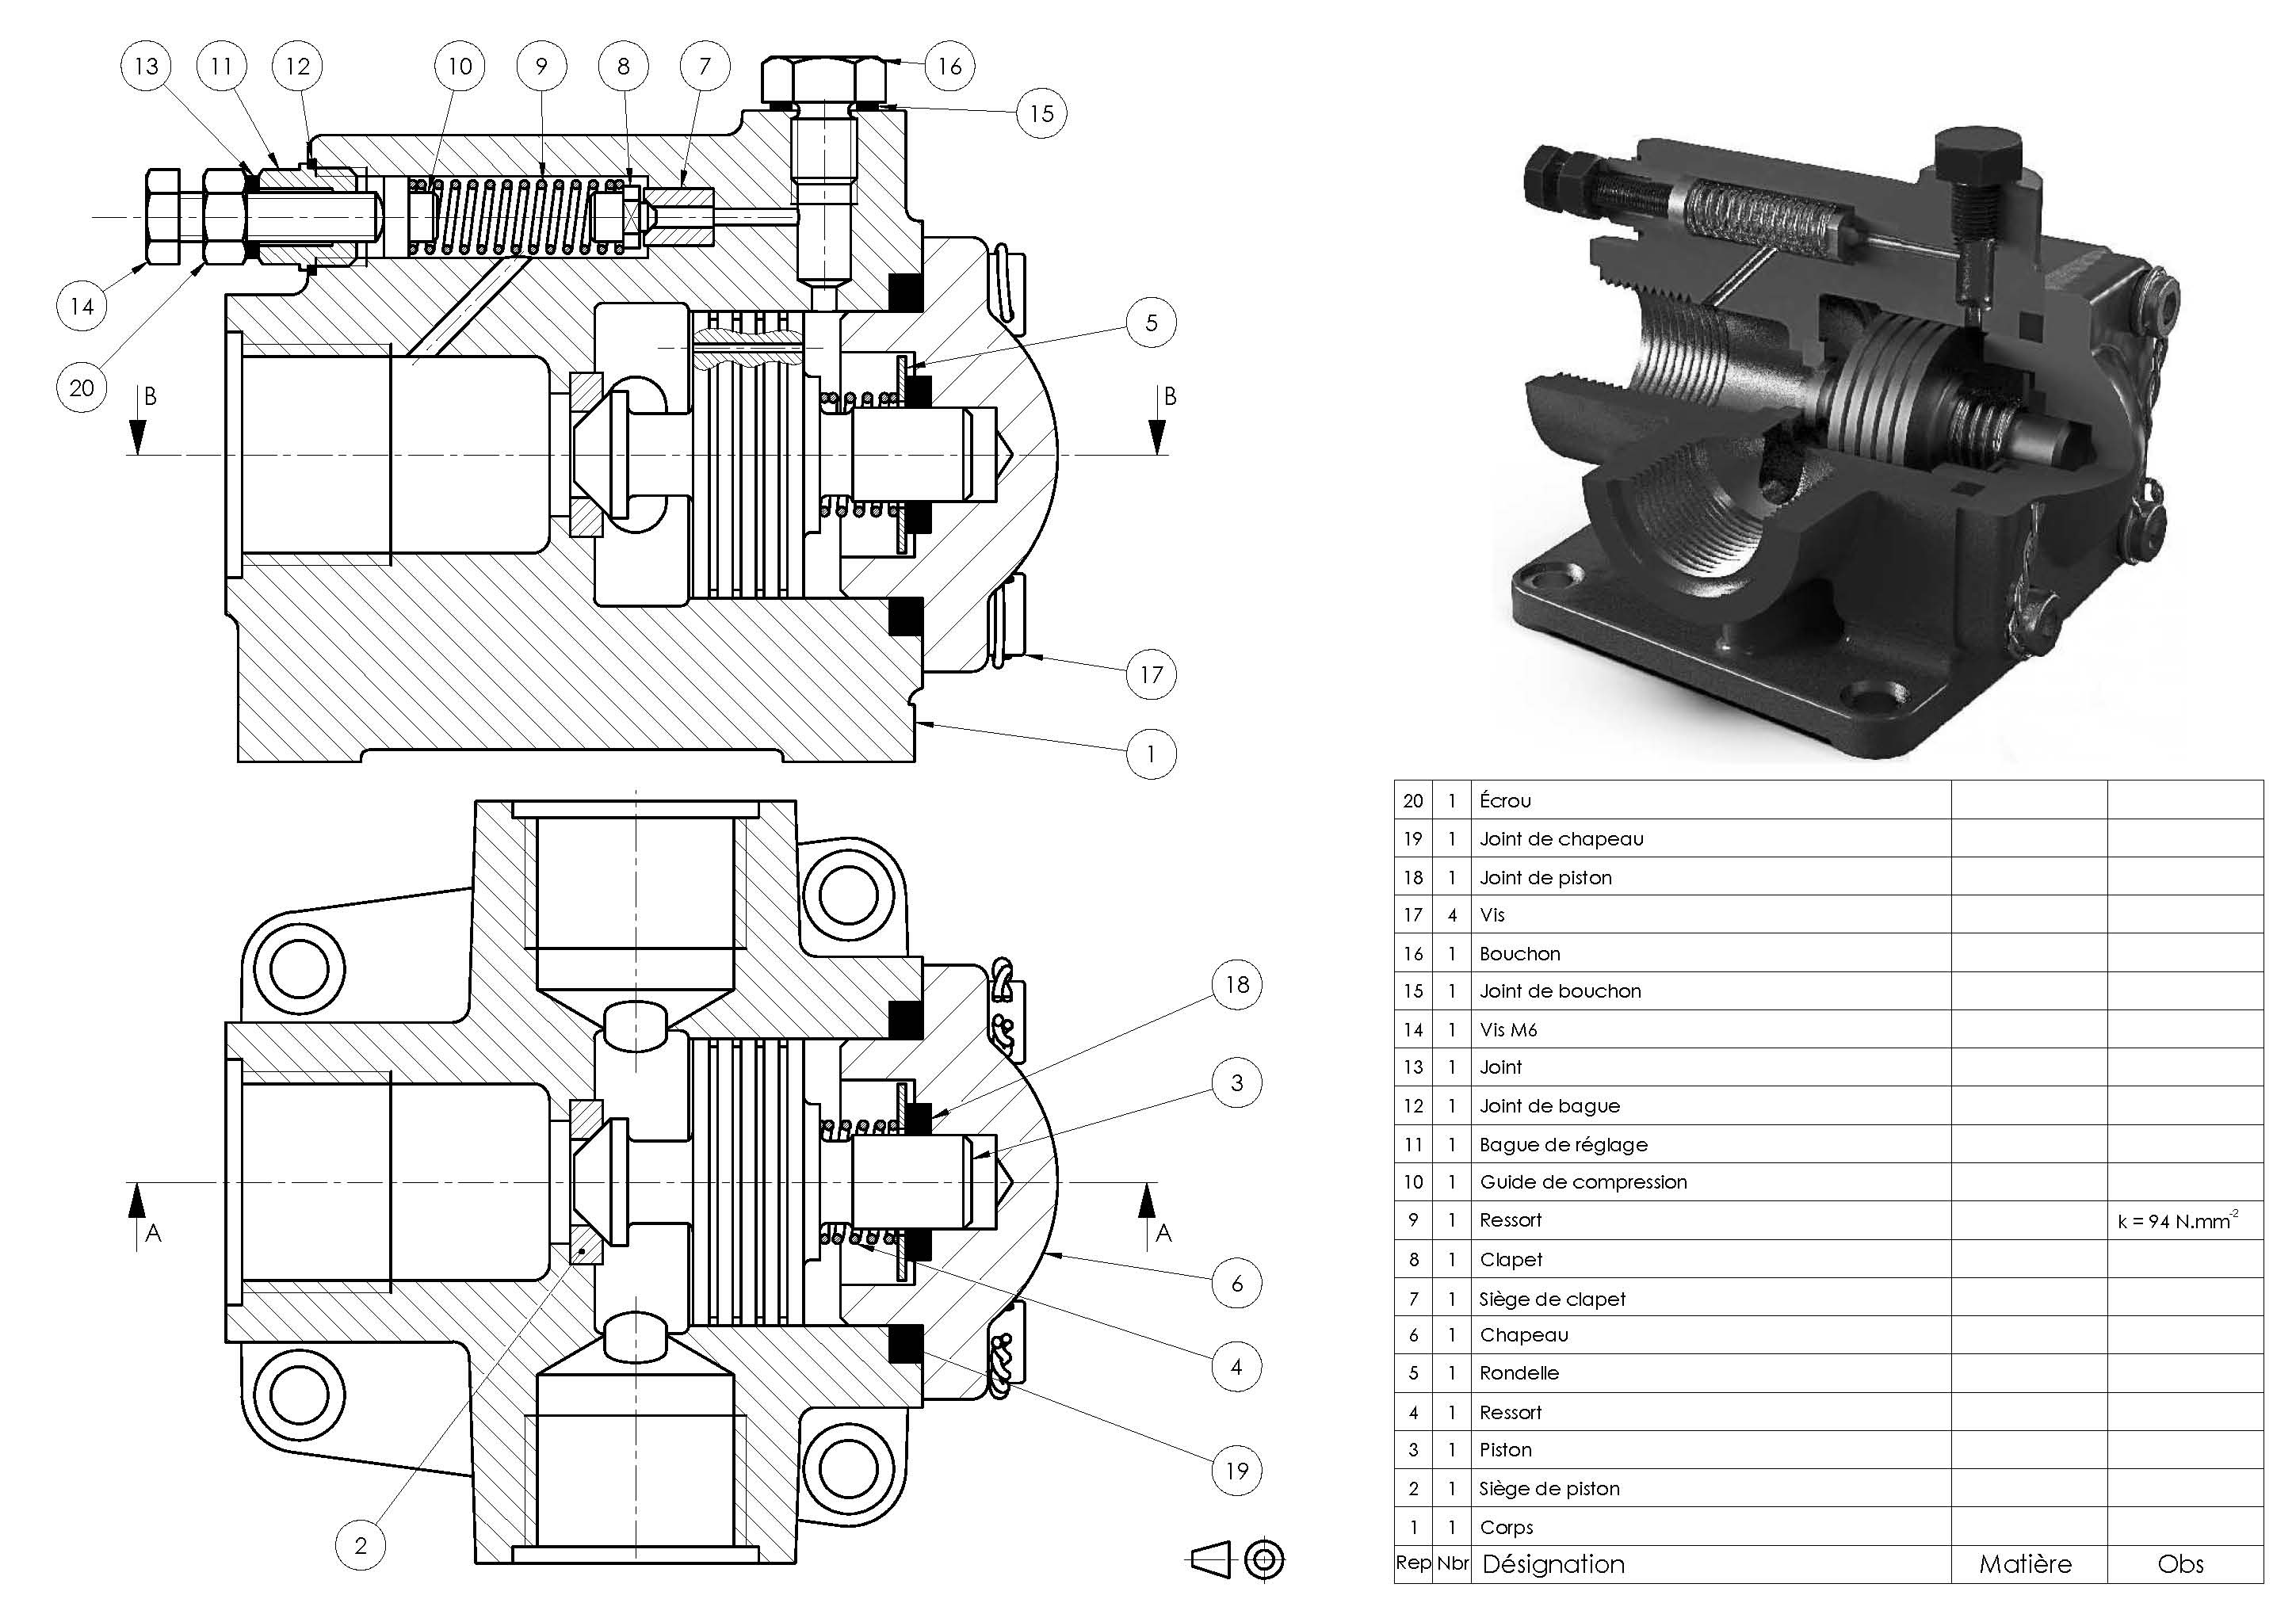 13 11 12 10 9 8 7 16
15
14
5
20
B B
17
1
18
3
A A
6
4
19
2
20 1 Écrou
19 1 Joint de chapeau
18 1 Joint de piston
17 4 Vis
16 1 Bouchon
15 1 Joint de bouchon
14 1 Vis M6
13 1 Joint
12 1 Joint de bague
11 1 Bague de réglage
10 1 Guide de compression
9 1 Ressort k = 94 N.mm⁻²
8 1 Clapet
7 1 Siège de clapet
6 1 Chapeau
5 1 Rondelle
4 1 Ressort
3 1 Piston
2 1 Siège de piston
1 1 Corps
Rep Nbr Désignation Matière Obs